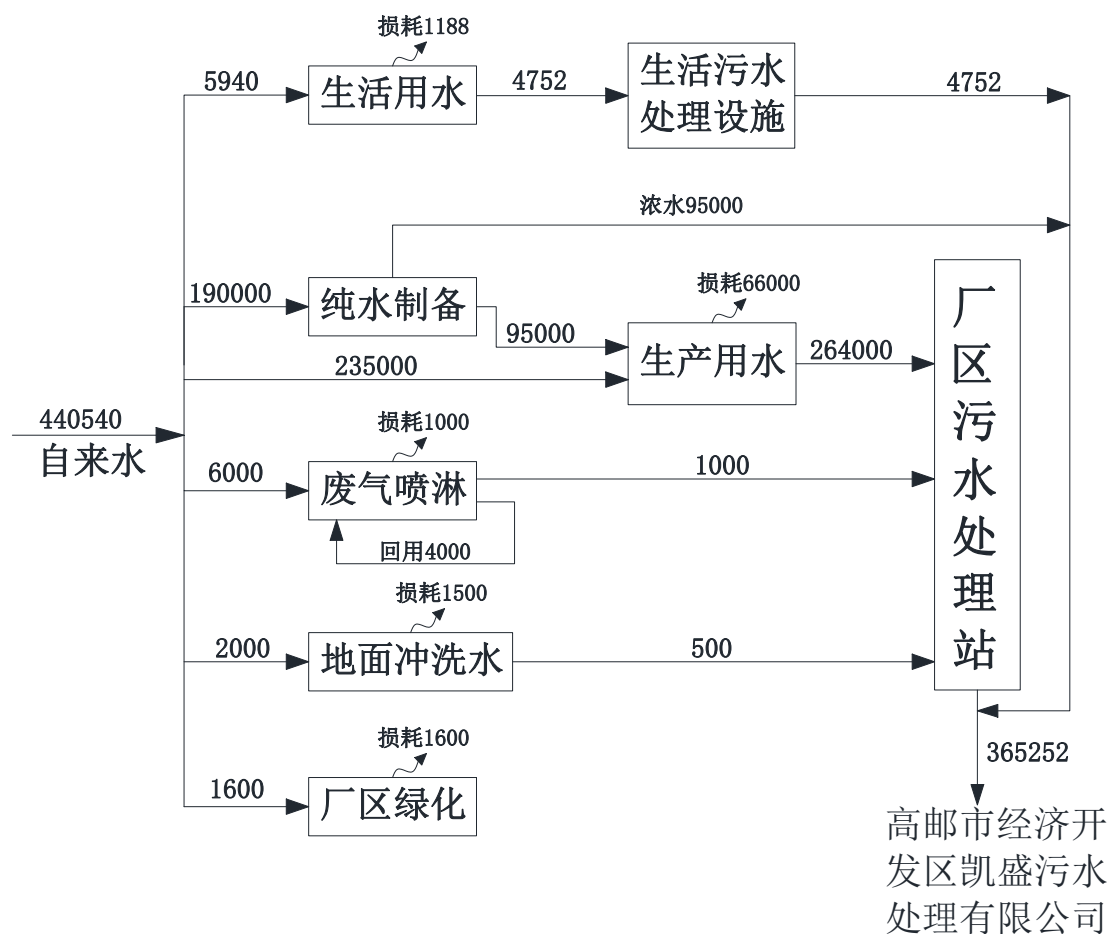 损耗1188
5940
生活用水
4752
生活污水
处理设施
4752
浓水95000
190000
纯水制备
95000
损耗66000
生产用水
264000
235000
440540
自来水
损耗1000
6000
废气喷淋
1000
回用4000
损耗1500
2000
地面冲洗水
500
厂区污水处理站
损耗1600
1600
厂区绿化
365252
高邮市经济开
发区凯盛污水
处理有限公司